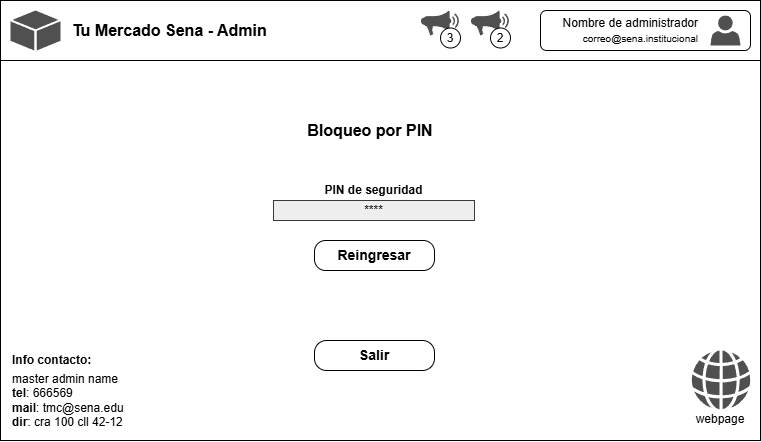 Tu Mercado Sena - Admin
3
2
Nombre de administrador
correo@sena.institucional
Bloqueo por PIN
PIN de seguridad
****
Reingresar
Salir
Info contacto:
master admin name
tel: 666569
mail: tmc@sena.edu
dir: cra 100 cll 42-12
webpage